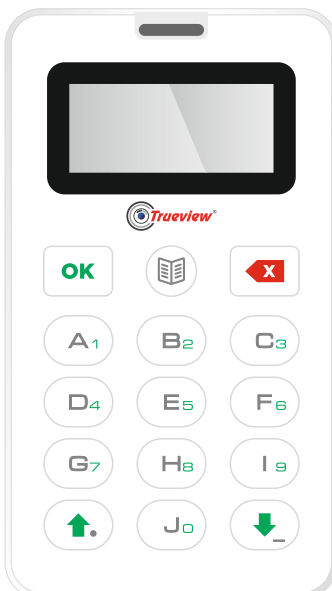 Trueview®
OK X
A1 B2 C3
D4 E5 F6
G7 H8 I9
. J0 _